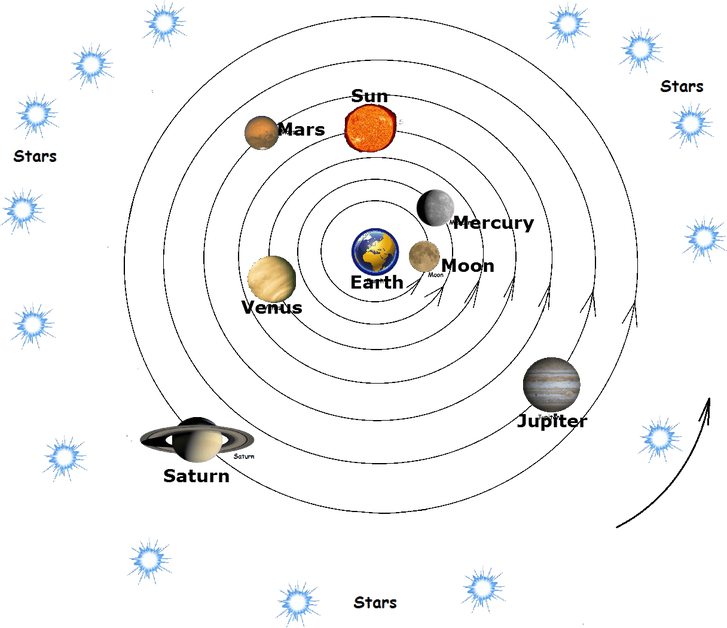 Stars
Sun
Mars
Stars
Mercury
Moon
Moon
Earth
Venus
Jupiter
Saturn
Saturn
Stars